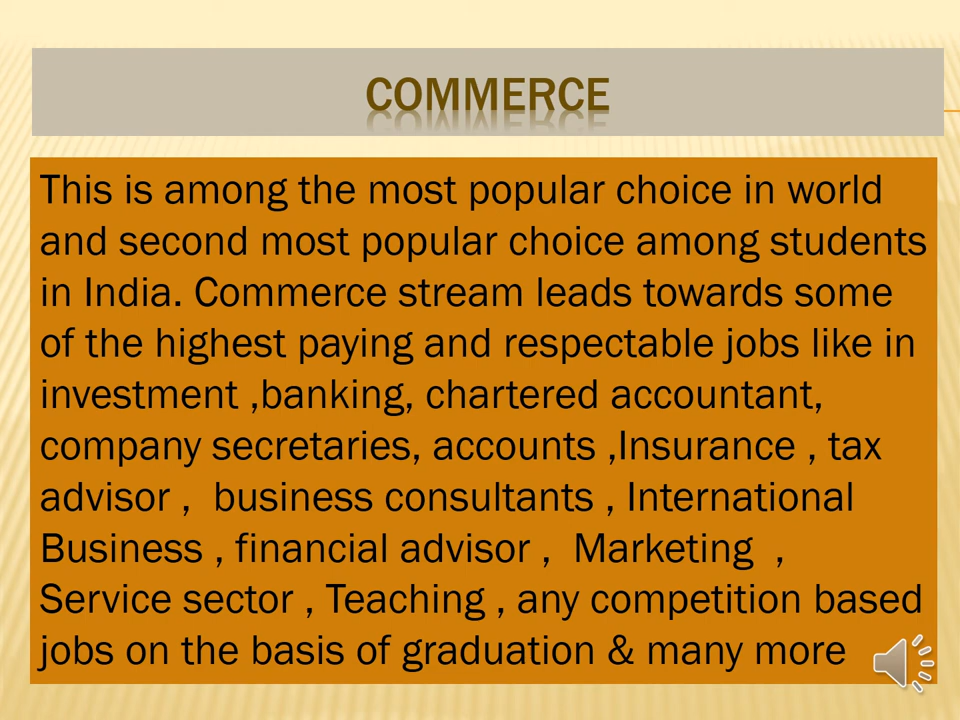 COMMERCE
This is among the most popular choice in world
and second most popular choice among students
in India. Commerce stream leads towards some
of the highest paying and respectable jobs like in
investment ,banking, chartered accountant,
company secretaries, accounts ,Insurance , tax
advisor ,  business consultants , International
Business , financial advisor ,  Marketing  ,
Service sector , Teaching , any competition based
jobs on the basis of graduation & many more